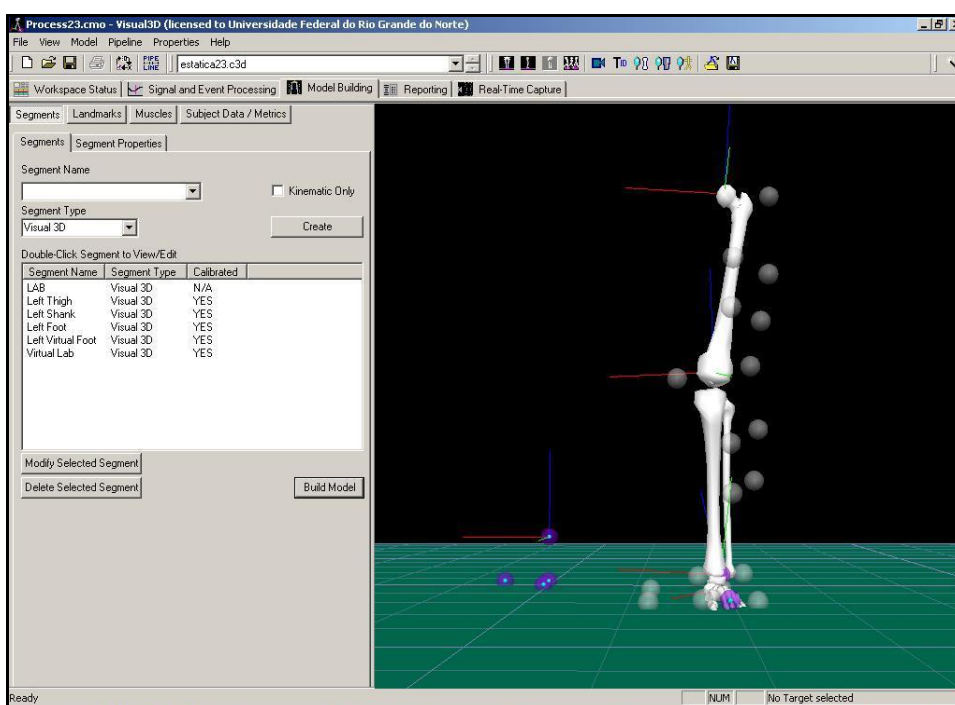 Process23.cmo - Visual3D (licensed to Universidade Federal do Rio Grande do Norte)
File View Model Pipeline Properties Help
PIPE LINE estatica23.c3d
Workspace Status Signal and Event Processing Model Building Reporting Real-Time Capture
Segments Landmarks Muscles Subject Data / Metrics
Segments Segment Properties
Segment Name
Kinematic Only
Segment Type
Visual 3D Create
Double-Click Segment to View/Edit
Segment Name Segment Type Calibrated
LAB Visual 3D N/A
Left Thigh Visual 3D YES
Left Shank Visual 3D YES
Left Foot Visual 3D YES
Left Virtual Foot Visual 3D YES
Virtual Lab Visual 3D YES
Modify Selected Segment
Delete Selected Segment Build Model
Ready NUM No Target selected